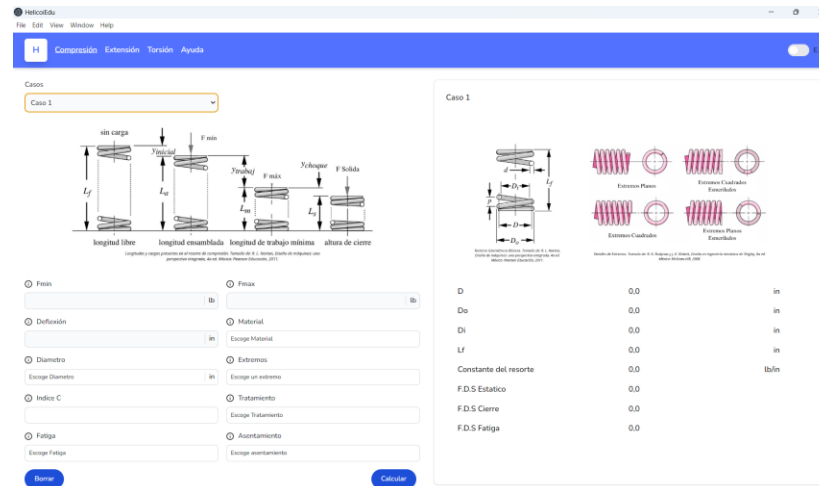 HelicoilEdu
File Edit View Window Help
H Compresión Extensión Torsión Ayuda
Casos
Caso 1
sin carga
yinicial
F min
ytrabaj
F máx
ychoque
F Solida
Lf
La
Lm
Ls
longitud libre longitud ensamblada longitud de trabajo mínima altura de cierre
Fmin
lb
Fmax
lb
Deflexión
in
Material
Escoge Material
Diametro
Escoge Diametro in
Extremos
Escoge un extremo
Indice C
Tratamiento
Escoge Tratamiento
Fatiga
Escoge Fatiga
Asentamiento
Escoge asentamiento
Borrar
Calcular
Caso 1
d
Di
Lf
p
D
Do
Extremos Planos
Extremos Cuadrados
Esmerilados
Extremos Cuadrados
Extremos Planos
Esmerilados
D 0,0 in
Do 0,0 in
Di 0,0 in
Lf 0,0 in
Constante del resorte 0,0 lb/in
F.D.S Estatico 0,0
F.D.S Cierre 0,0
F.D.S Fatiga 0,0